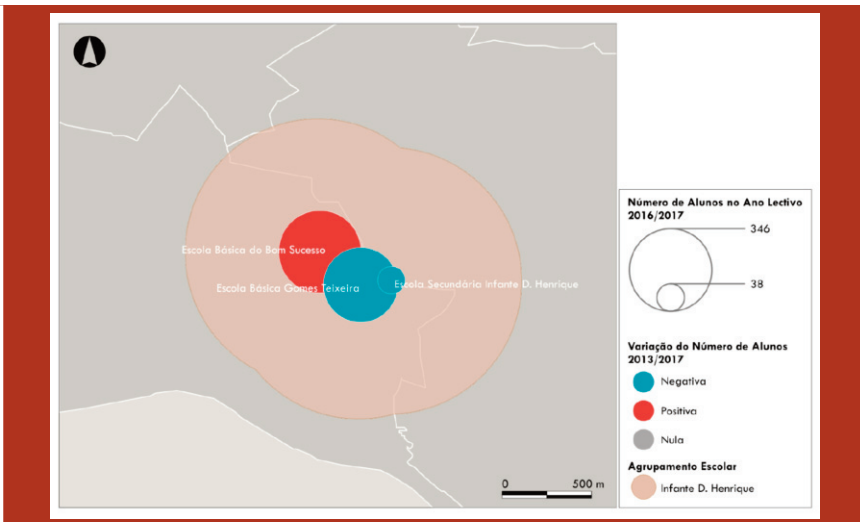 Escola Básica do Bom Sucesso
Escola Básica Gomes Teixeira
Escola Secundária Infante D. Henrique
0 500 m
Número de Alunos no Ano Lectivo
2016/2017
346
38
Variação do Número de Alunos
2013/2017
Negativa
Positiva
Nula
Agrupamento Escolar
Infante D. Henrique